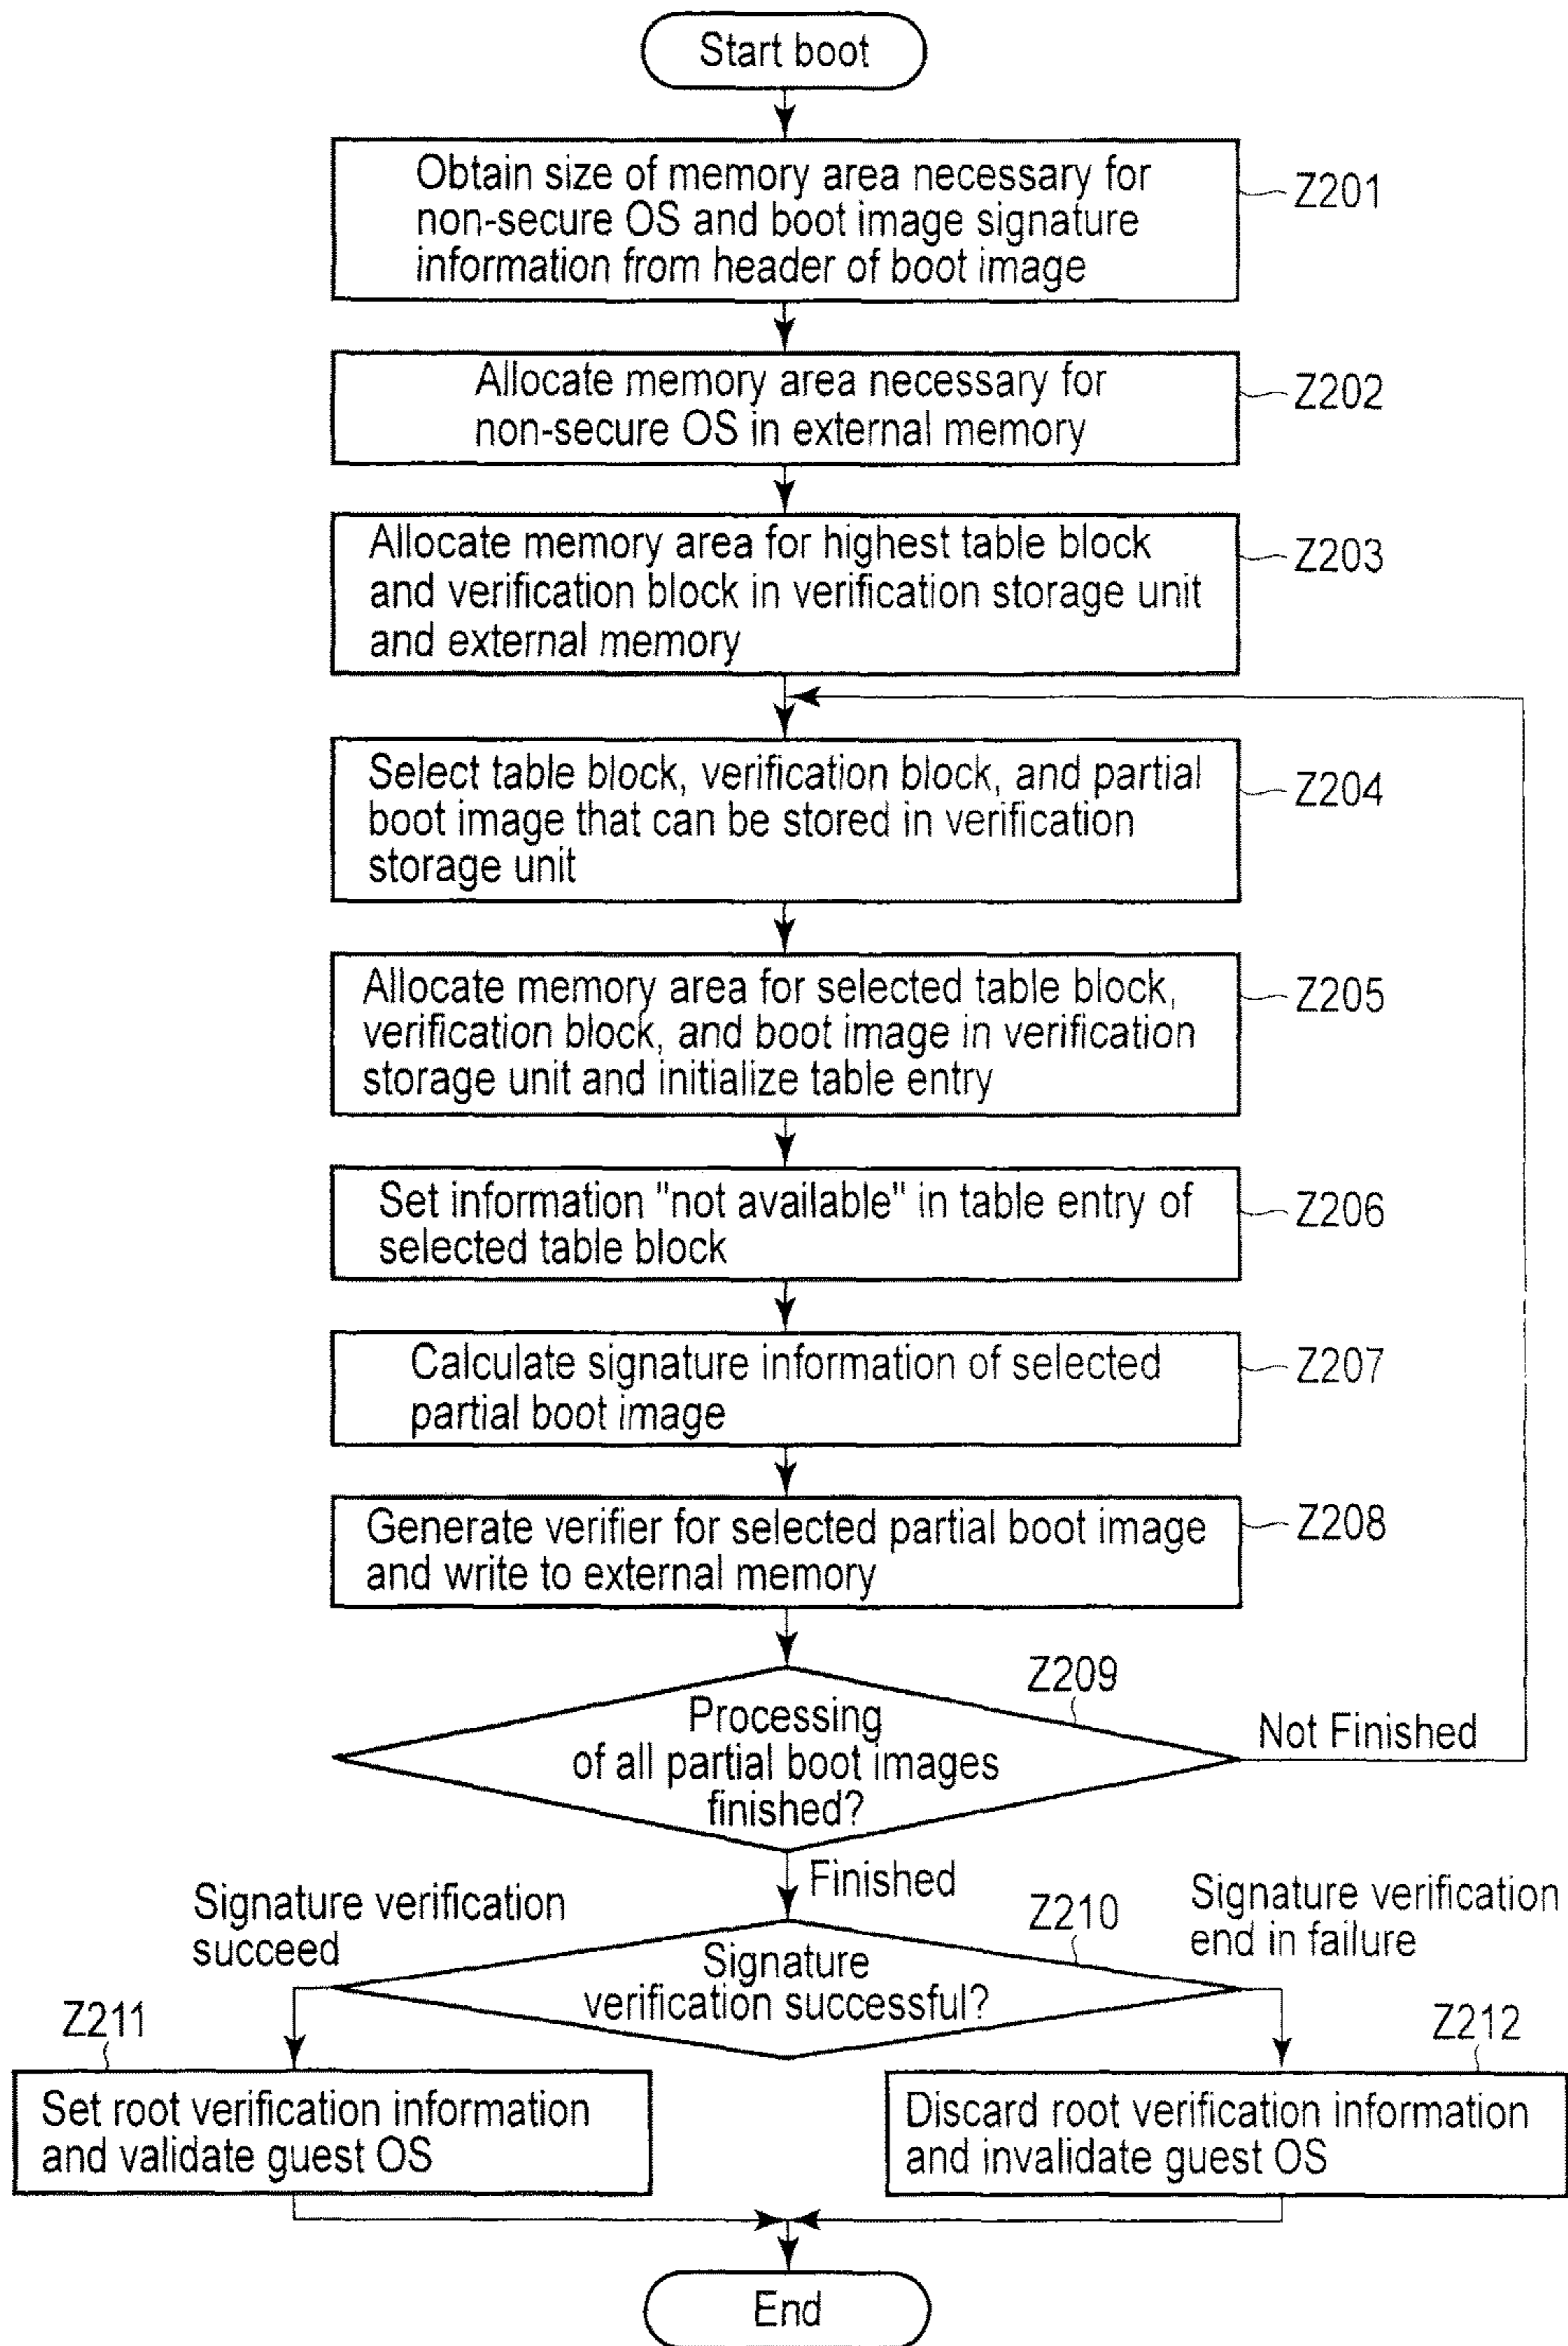 Start boot
Obtain size of memory area necessary for
non-secure OS and boot image signature
information from header of boot image
Z201
Allocate memory area necessary for
non-secure OS in external memory
Z202
Allocate memory area for highest table block
and verification block in verification storage unit
and external memory
Z203
Select table block, verification block, and partial
boot image that can be stored in verification
storage unit
Z204
Allocate memory area for selected table block,
verification block, and boot image in verification
storage unit and initialize table entry
Z205
Set information "not available" in table entry of
selected table block
Z206
Calculate signature information of selected
partial boot image
Z207
Generate verifier for selected partial boot image
and write to external memory
Z208
Z209
Processing
of all partial boot images
finished?
Not Finished
Finished
Signature verification
succeed
Z210
Signature verification
end in failure
Signature
verification successful?
Z211
Z212
Set root verification information
and validate guest OS
Discard root verification information
and invalidate guest OS
End